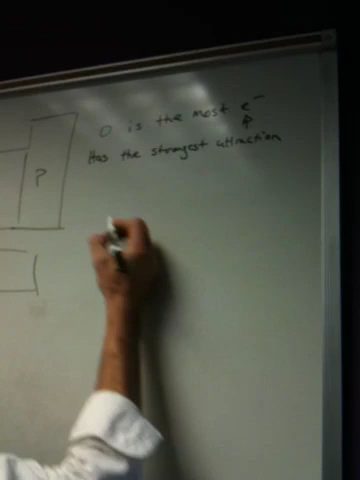 O is the most e⁻
Has the strongest attraction
?